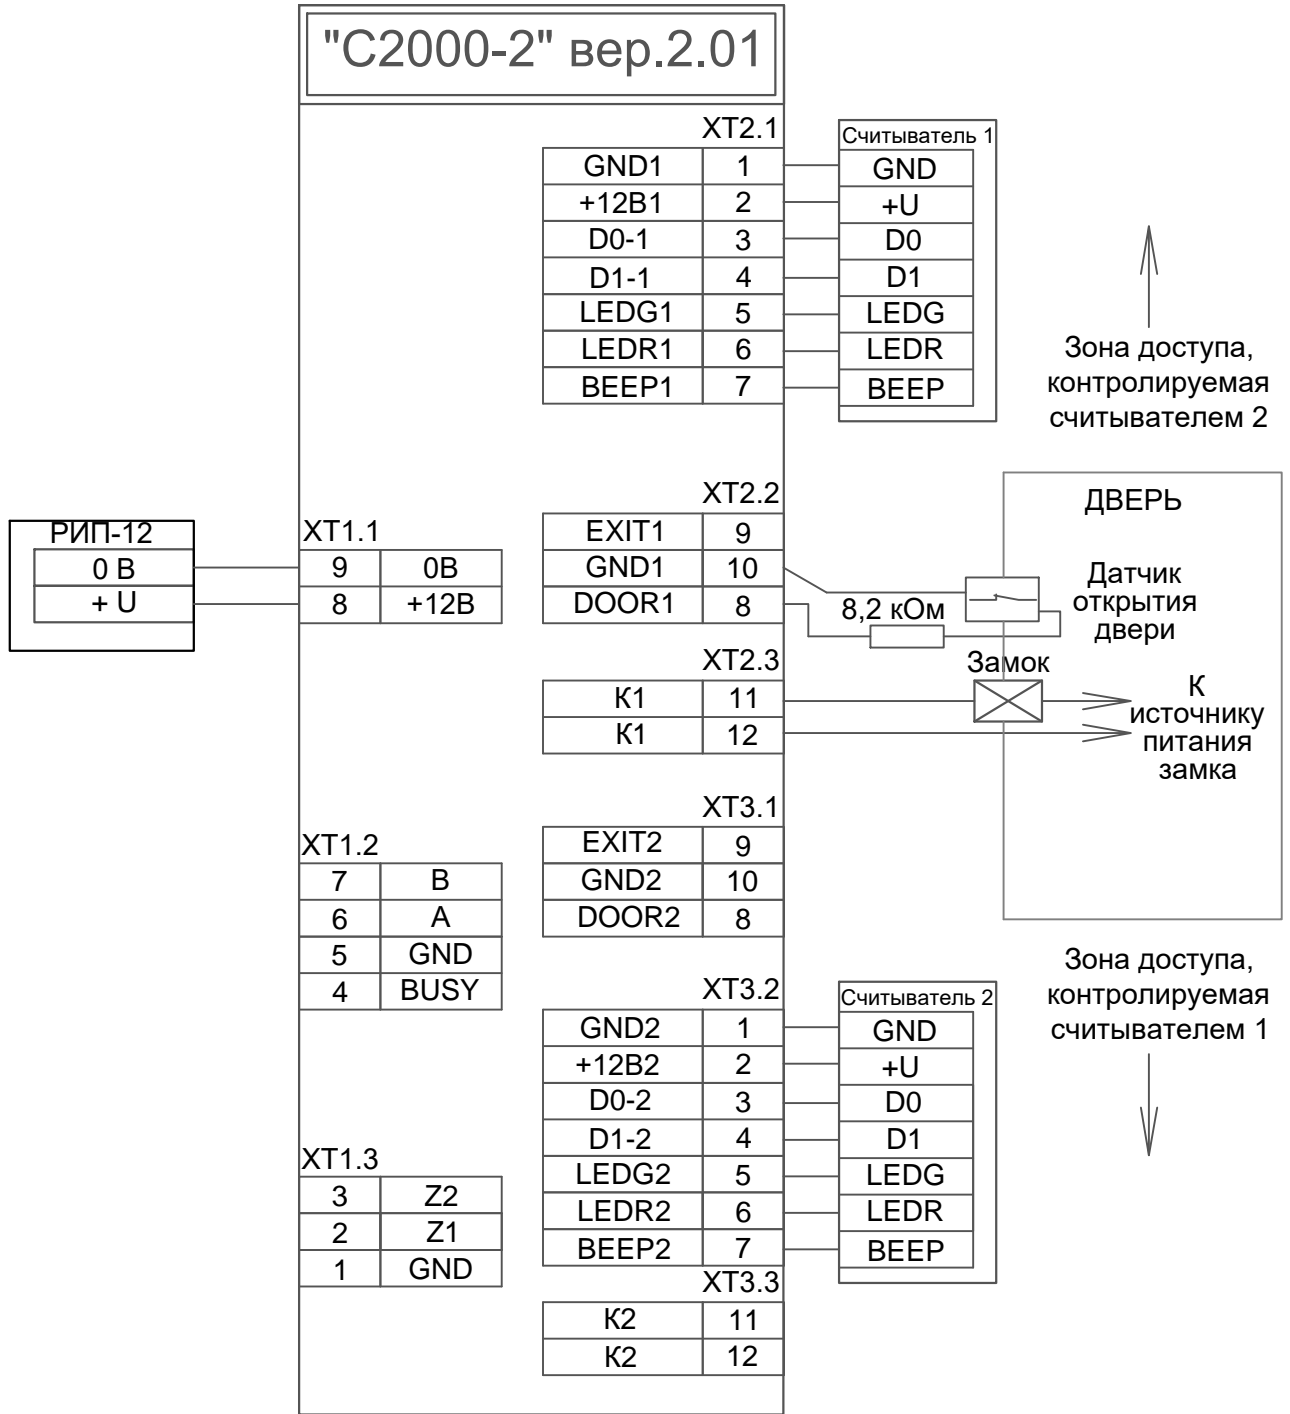 "С2000-2" вер.2.01
XT2.1
GND1 1
+12В1 2
D0-1 3
D1-1 4
LEDG1 5
LEDR1 6
BEEP1 7
Считыватель 1
GND
+U
D0
D1
LEDG
LEDR
BEEP
Зона доступа,
контролируемая
считывателем 2
РИП-12
0 В
+ U
XT1.1
9 0В
8 +12В
XT2.2
EXIT1 9
GND1 10
DOOR1 8
8,2 кОм
ДВЕРЬ
Датчик
открытия
двери
XT2.3
К1 11
К1 12
Замок
К
источнику
питания
замка
XT1.2
7 B
6 A
5 GND
4 BUSY
XT3.1
EXIT2 9
GND2 10
DOOR2 8
Зона доступа,
контролируемая
считывателем 1
XT3.2
GND2 1
+12В2 2
D0-2 3
D1-2 4
LEDG2 5
LEDR2 6
BEEP2 7
Считыватель 2
GND
+U
D0
D1
LEDG
LEDR
BEEP
XT1.3
3 Z2
2 Z1
1 GND
XT3.3
К2 11
К2 12